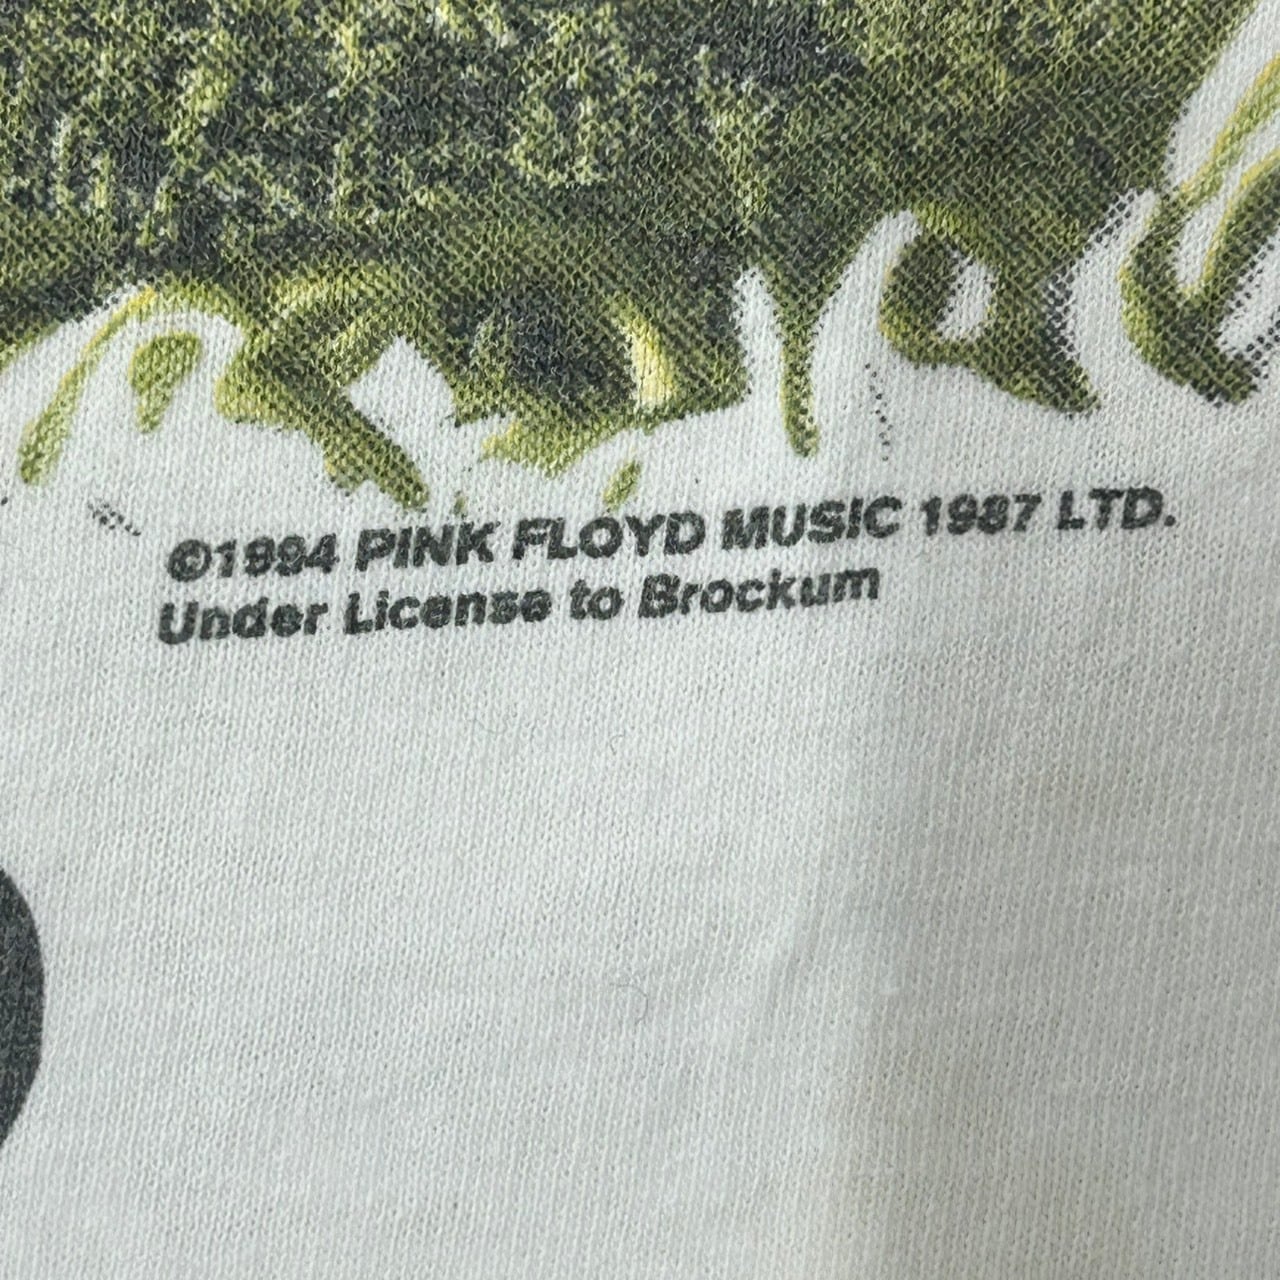 ©1994 PINK FLOYD MUSIC 1987 LTD.
Under License to Brockum